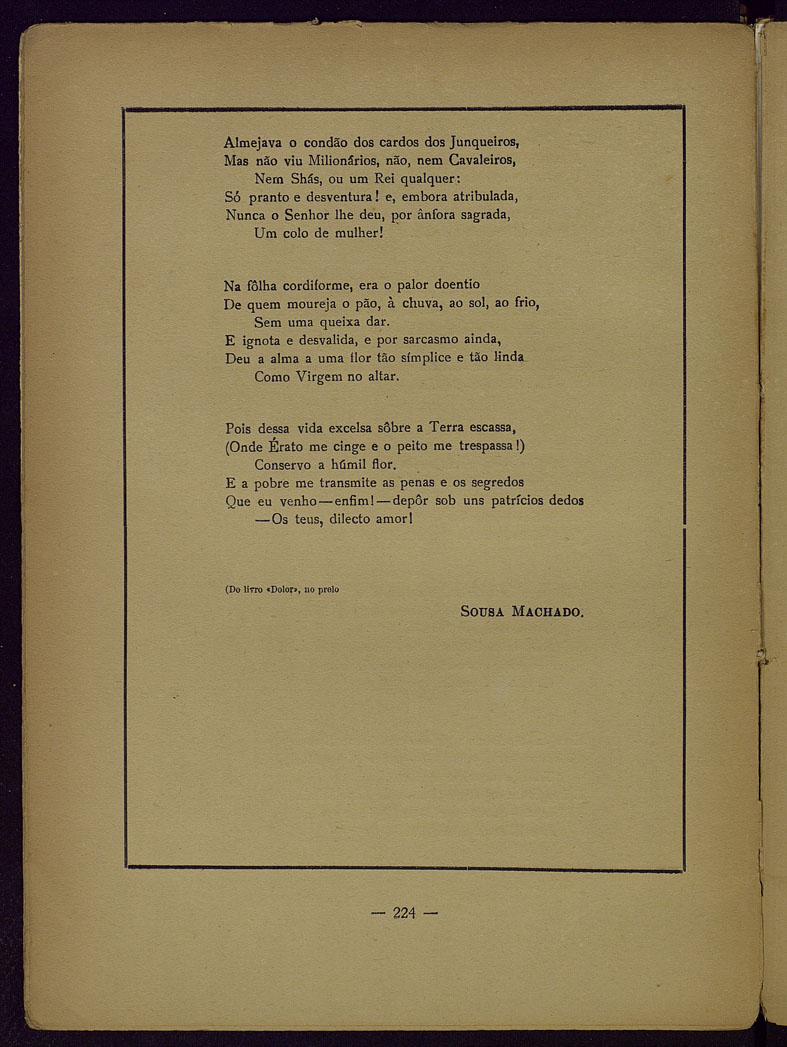 Almejava o condão dos cardos dos Junqueiros,
Mas não viu Milionários, não, nem Cavaleiros,
Nem Shás, ou um Rei qualquer:
Só pranto e desventura! e, embora atribulada,
Nunca o Senhor lhe deu, por ânfora sagrada,
Um colo de mulher!
Na fôlha cordiforme, era o palor doentio
De quem moureja o pão, à chuva, ao sol, ao frio,
Sem uma queixa dar.
E ignota e desvalida, e por sarcasmo ainda,
Deu a alma a uma flor tão símplice e tão linda
Como Virgem no altar.
Pois dessa vida excelsa sôbre a Terra escassa,
(Onde Érato me cinge e o peito me trespassa!)
Conservo a húmil flor.
E a pobre me transmite as penas e os segredos
Que eu venho—enfim!—depôr sob uns patrícios dedos
—Os teus, dilecto amor!
(Do livro «Dolor», no prelo
SOUSA MACHADO.
— 224 —